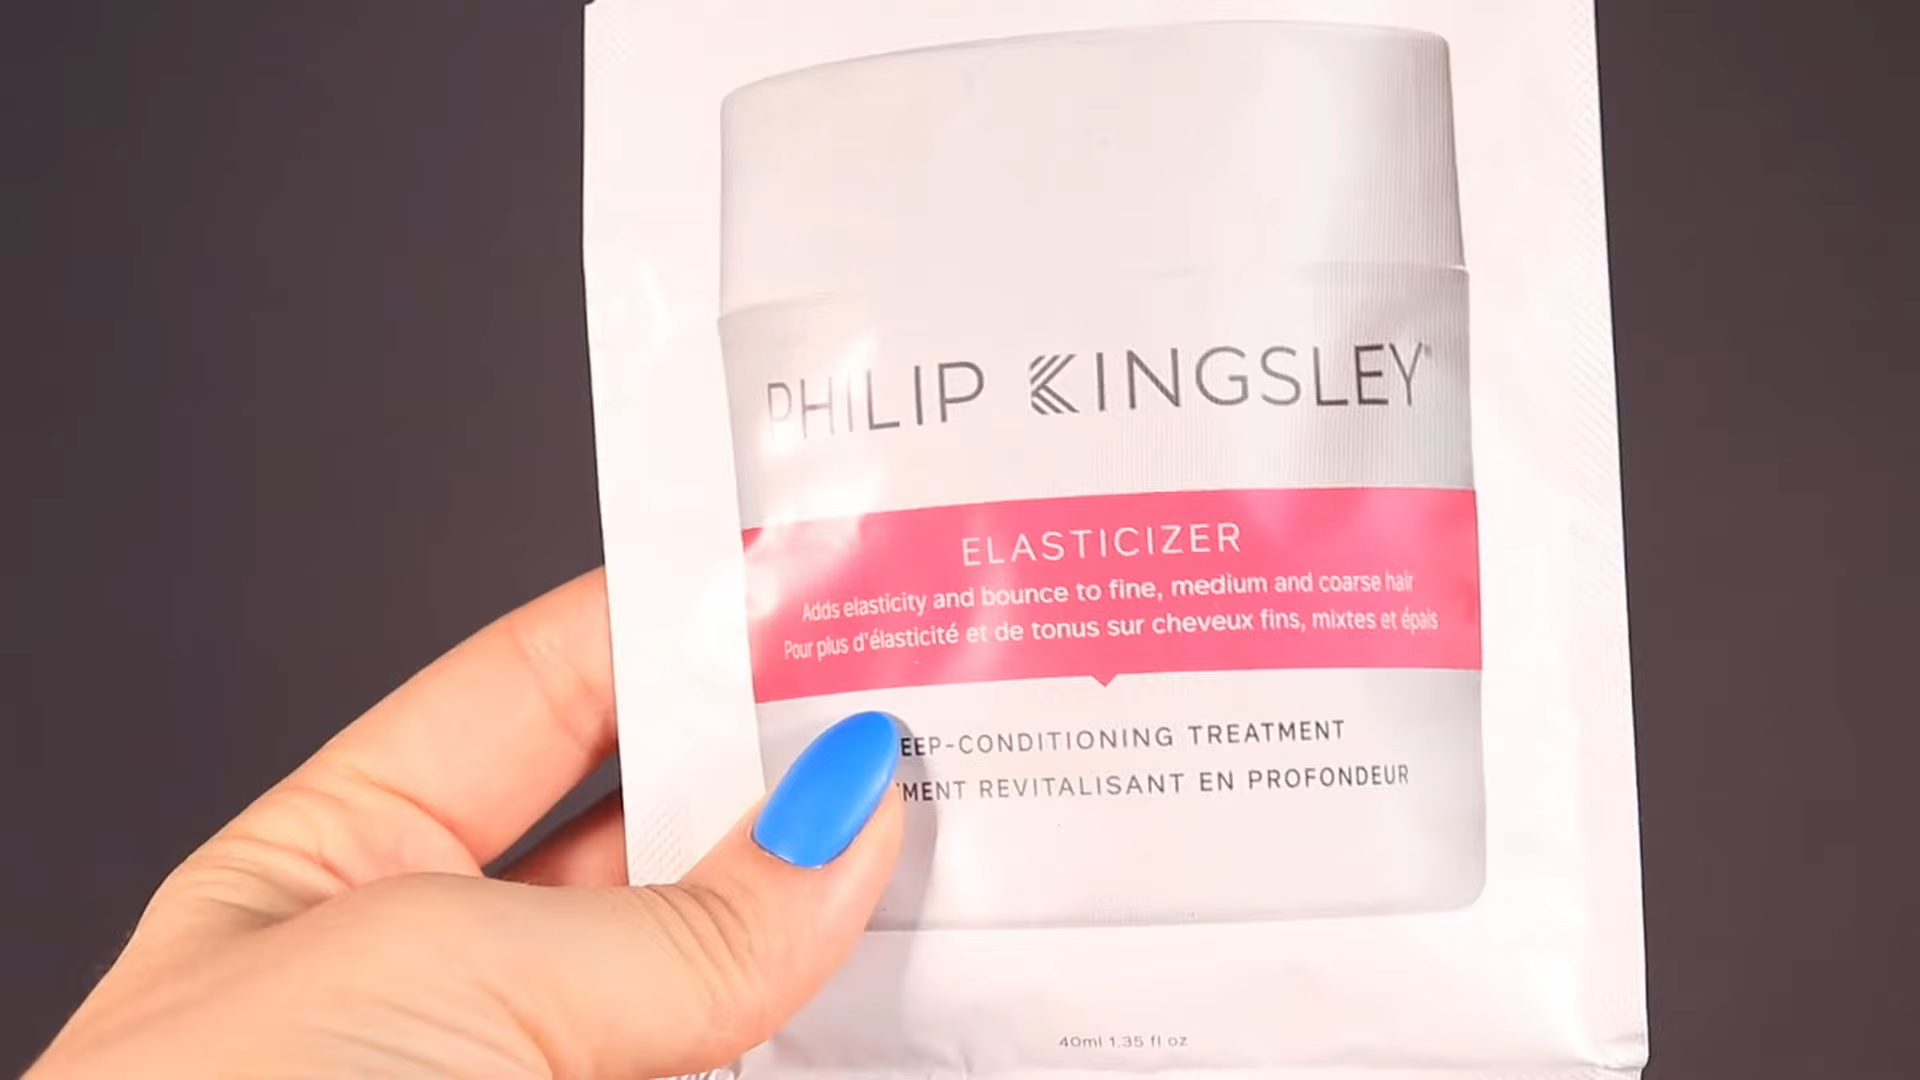 PHILIP KINGSLEY
ELASTICIZER
Adds elasticity and bounce to fine, medium and coarse hair
Pour plus d'élasticité et de tonus sur cheveux fins, mixtes et épais
EEP-CONDITIONING TREATMENT
MENT REVITALISANT EN PROFONDEUR
40ml 1.35 fl oz